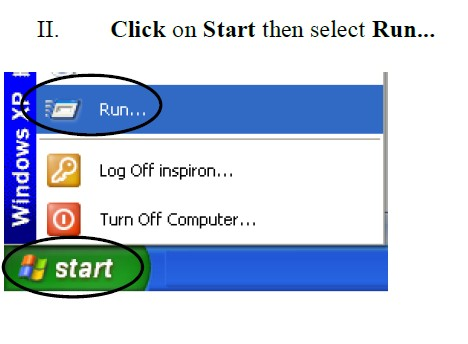 II. Click on Start then select Run...
Run...
Windows XP
Log Off inspiron...
Turn Off Computer...
start